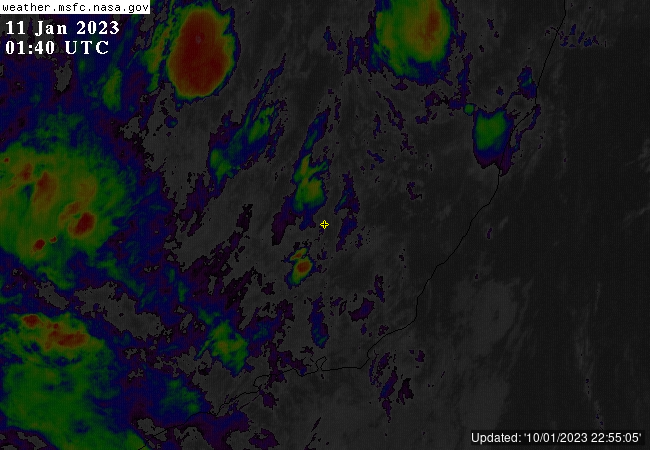 weather.msfc.nasa.gov
11 Jan 2023
01:40 UTC
Updated: '10/01/2023 22:55:05'